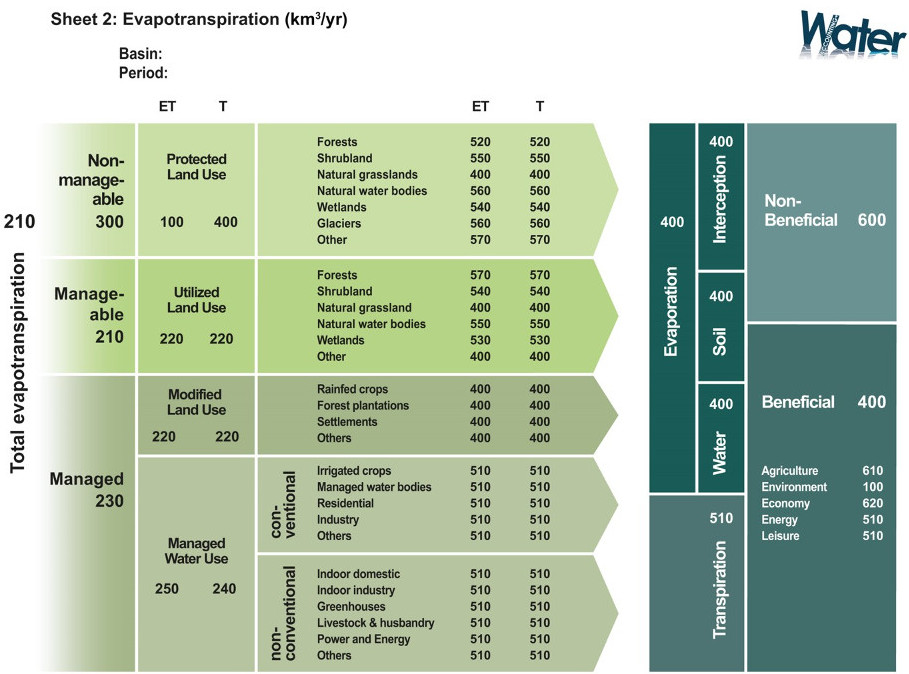 Sheet 2: Evapotranspiration (km³/yr)
Water
ACCOUNTING
Basin:
Period:
ET T
ET T
210
Total evapotranspiration
Non-
manage-
able
300
Protected
Land Use
100 400
Forests 520 520
Shrubland 550 550
Natural grasslands 400 400
Natural water bodies 560 560
Wetlands 540 540
Glaciers 560 560
Other 570 570
Manage-
able
210
Utilized
Land Use
220 220
Forests 570 570
Shrubland 540 540
Natural grassland 400 400
Natural water bodies 550 550
Wetlands 530 530
Other 400 400
Managed
230
Modified
Land Use
220 220
Rainfed crops 400 400
Forest plantations 400 400
Settlements 400 400
Others 400 400
Managed
Water Use
250 240
con-
ventional
Irrigated crops 510 510
Managed water bodies 510 510
Residential 510 510
Industry 510 510
Others 510 510
non-
conventional
Indoor domestic 510 510
Indoor industry 510 510
Greenhouses 510 510
Livestock & husbandry 510 510
Power and Energy 510 510
Others 510 510
400
Evaporation
400
Interception
400
Soil
400
Water
510
Transpiration
Non-
Beneficial 600
Beneficial 400
Agriculture 610
Environment 100
Economy 620
Energy 510
Leisure 510